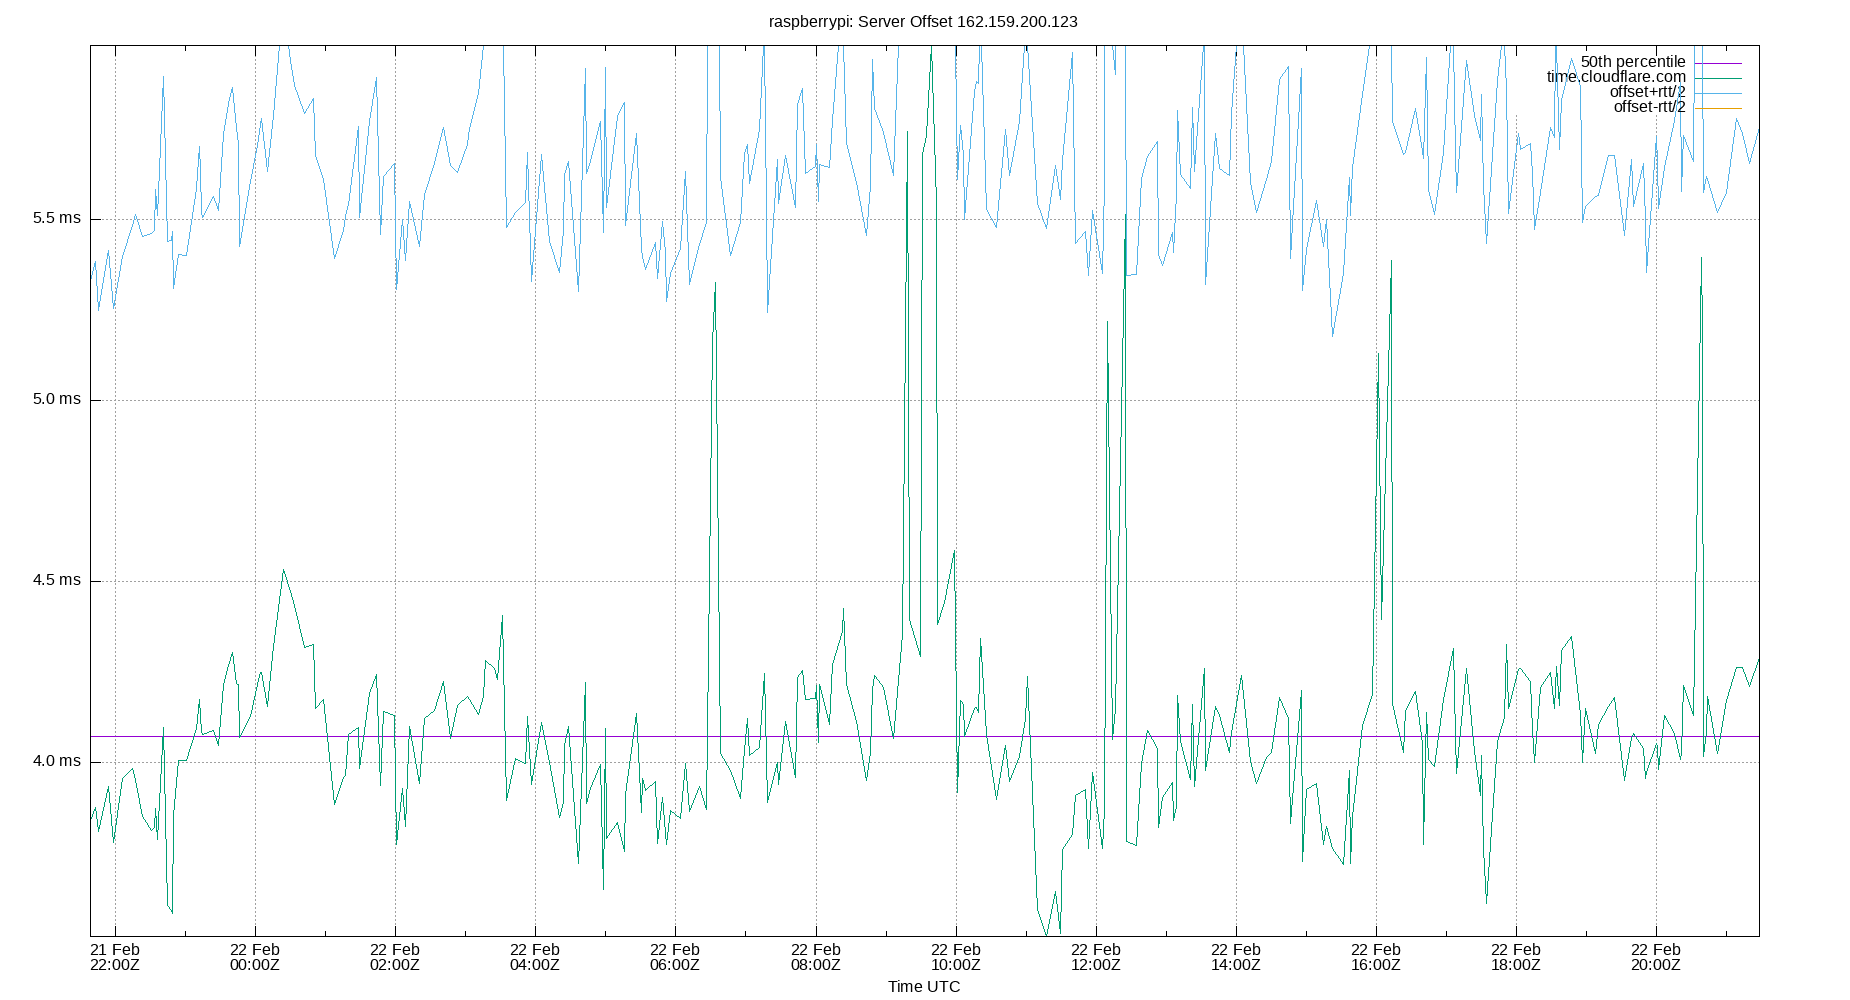 raspberrypi: Server Offset 162.159.200.123
50th percentile
time.cloudflare.com
offset+rtt/2
offset-rtt/2
5.5 ms
5.0 ms
4.5 ms
4.0 ms
21 Feb 22 Feb 22 Feb 22 Feb 22 Feb 22 Feb 22 Feb 22 Feb 22 Feb 22 Feb 22 Feb 22 Feb
22:00Z 00:00Z 02:00Z 04:00Z 06:00Z 08:00Z 10:00Z 12:00Z 14:00Z 16:00Z 18:00Z 20:00Z
Time UTC